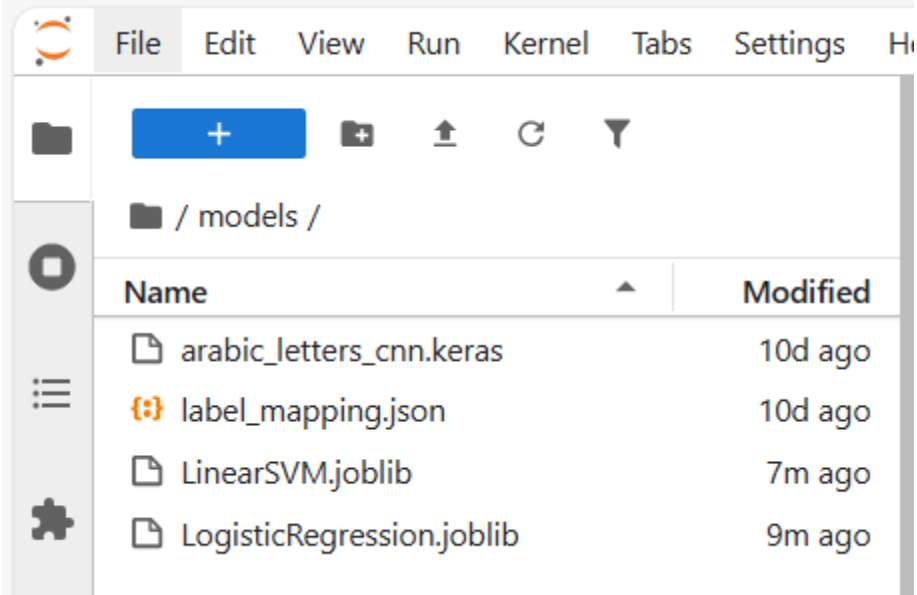 File Edit View Run Kernel Tabs Settings
/ models /
Name Modified
arabic_letters_cnn.keras 10d ago
label_mapping.json 10d ago
LinearSVM.joblib 7m ago
LogisticRegression.joblib 9m ago